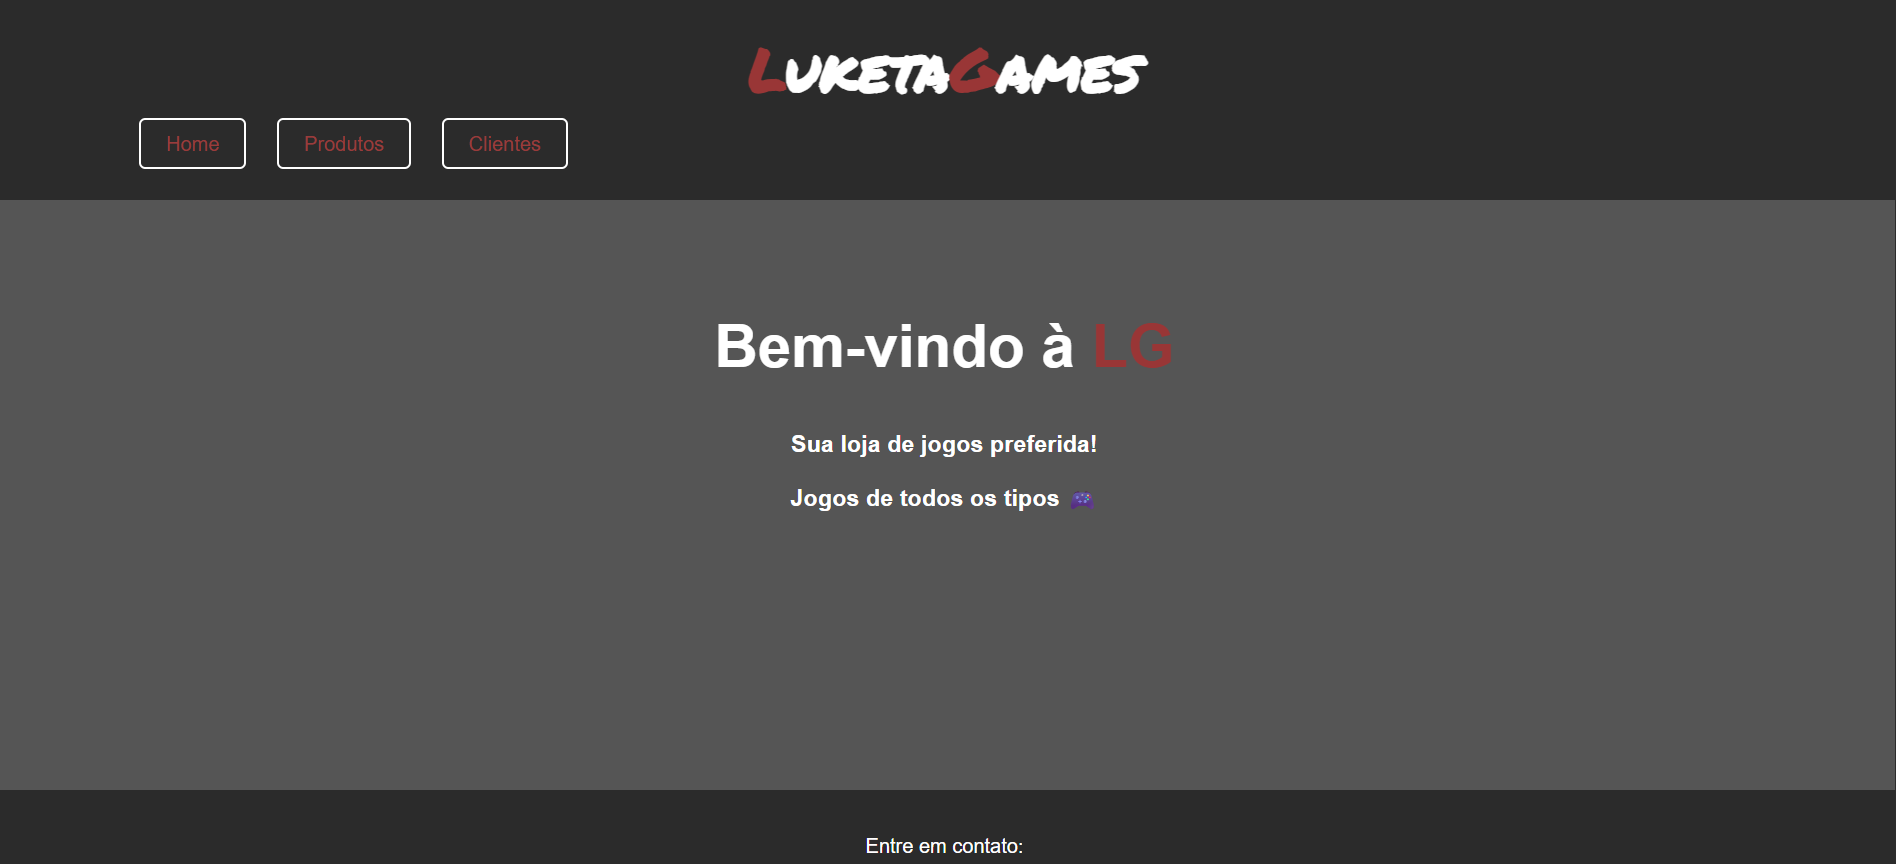 LUKETAGAMES
Home Produtos Clientes
Bem-vindo à LG
Sua loja de jogos preferida!
Jogos de todos os tipos 🎮
Entre em contato: